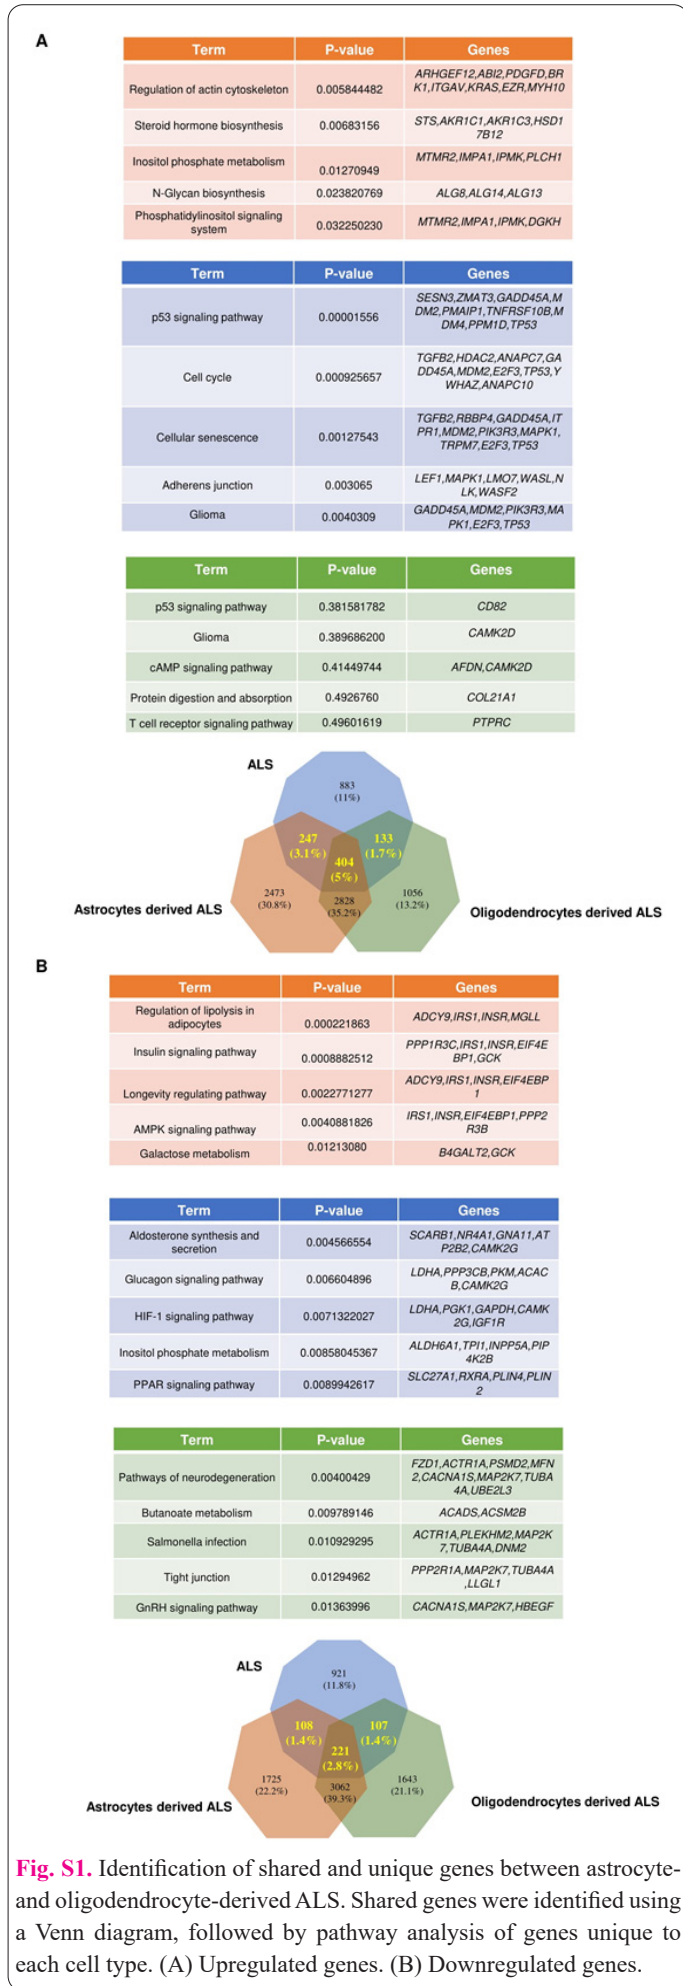 A
Term P-value Genes
Regulation of actin cytoskeleton 0.005844482 ARHGEF12,ABI2,PDGFD,BR
K1,ITGAV,KRAS,EZR,MYH10
Steroid hormone biosynthesis 0.00683156 STS,AKR1C1,AKR1C3,HSD1
7B12
Inositol phosphate metabolism 0.01270949 MTMR2,IMPA1,IPMK,PLCH1
N-Glycan biosynthesis 0.023820769 ALG8,ALG14,ALG13
Phosphatidylinositol signaling
system 0.032250230 MTMR2,IMPA1,IPMK,DGKH
Term P-value Genes
p53 signaling pathway 0.00001556 SESN3,ZMAT3,GADD45A,M
DM2,PMAIP1,TNFRSF10B,M
DM4,PPM1D,TP53
Cell cycle 0.000925657 TGFB2,HDAC2,ANAPC7,GA
DD45A,MDM2,E2F3,TP53,Y
WHAZ,ANAPC10
Cellular senescence 0.00127543 TGFB2,RBBP4,GADD45A,IT
PR1,MDM2,PIK3R3,MAPK1,
TRPM7,E2F3,TP53
Adherens junction 0.003065 LEF1,MAPK1,LMO7,WASL,N
LK,WASF2
Glioma 0.0040309 GADD45A,MDM2,PIK3R3,MA
PK1,E2F3,TP53
Term P-value Genes
p53 signaling pathway 0.381581782 CD82
Glioma 0.389686200 CAMK2D
cAMP signaling pathway 0.41449744 AFDN,CAMK2D
Protein digestion and absorption 0.4926760 COL21A1
T cell receptor signaling pathway 0.49601619 PTPRC
ALS
883
(11%)
247
(3.1%)
133
(1.7%)
404
(5%)
2473
(30.8%)
2828
(35.2%)
1056
(13.2%)
Astrocytes derived ALS
Oligodendrocytes derived ALS
B
Term P-value Genes
Regulation of lipolysis in
adipocytes 0.000221863 ADCY9,IRS1,INSR,MGLL
Insulin signaling pathway 0.0008882512 PPP1R3C,IRS1,INSR,EIF4E
BP1,GCK
Longevity regulating pathway 0.0022771277 ADCY9,IRS1,INSR,EIF4EBP
1
AMPK signaling pathway 0.0040881826 IRS1,INSR,EIF4EBP1,PPP2
R3B
Galactose metabolism 0.01213080 B4GALT2,GCK
Term P-value Genes
Aldosterone synthesis and
secretion 0.004566554 SCARB1,NR4A1,GNA11,AT
P2B2,CAMK2G
Glucagon signaling pathway 0.006604896 LDHA,PPP3CB,PKM,ACAC
B,CAMK2G
HIF-1 signaling pathway 0.0071322027 LDHA,PGK1,GAPDH,CAMK
2G,IGF1R
Inositol phosphate metabolism 0.00858045367 ALDH6A1,TPI1,INPP5A,PIP
4K2B
PPAR signaling pathway 0.0089942617 SLC27A1,RXRA,PLIN4,PLIN
2
Term P-value Genes
Pathways of neurodegeneration 0.00400429 FZD1,ACTR1A,PSMD2,MFN
2,CACNA1S,MAP2K7,TUBA
4A,UBE2L3
Butanoate metabolism 0.009789146 ACADS,ACSM2B
Salmonella infection 0.010929295 ACTR1A,PLEKHM2,MAP2K
7,TUBA4A,DNM2
Tight junction 0.01294962 PPP2R1A,MAP2K7,TUBA4A
,LLGL1
GnRH signaling pathway 0.01363996 CACNA1S,MAP2K7,HBEGF
ALS
921
(11.8%)
108
(1.4%)
107
(1.4%)
221
(2.8%)
1725
(22.2%)
3062
(39.3%)
1643
(21.1%)
Astrocytes derived ALS
Oligodendrocytes derived ALS
Fig. S1. Identification of shared and unique genes between astrocyte-
and oligodendrocyte-derived ALS. Shared genes were identified using
a Venn diagram, followed by pathway analysis of genes unique to
each cell type. (A) Upregulated genes. (B) Downregulated genes.